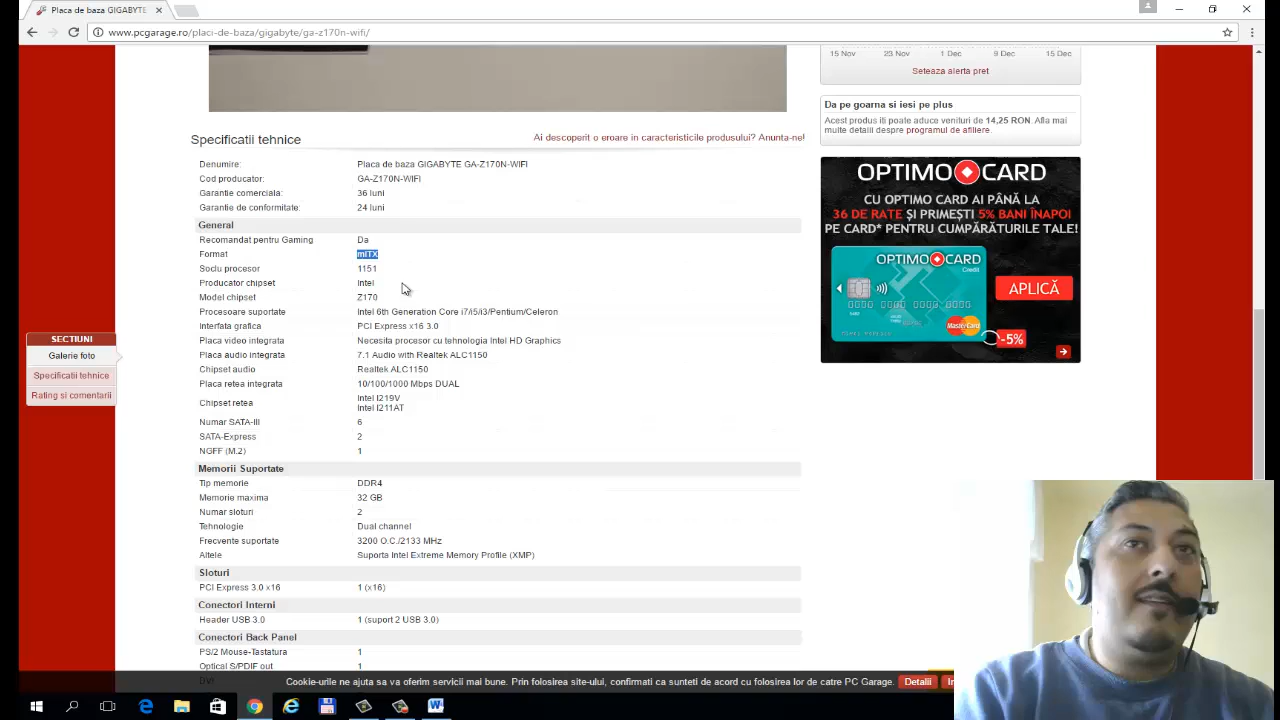 Placa de baza GIGABYTE
www.pcgarage.ro/placi-de-baza/gigabyte/ga-z170n-wifi/
15 Nov 23 Nov 1 Dec 9 Dec 15 Dec
Seteaza alerta pret
Da pe goarna si iesi pe plus
Acest produs iti poate aduce venituri de 14,25 RON. Afla mai
multe detalii despre programul de afiliere.
OPTIMO CARD
CU OPTIMO CARD AI PÂNĂ LA
36 DE RATE ȘI PRIMEȘTI 5% BANI ÎNAPOI
PE CARD* PENTRU CUMPĂRĂTURILE TALE!
OPTIMO CARD
Credit
APLICĂ
MasterCard
-5%
Specificatii tehnice
Ai descoperit o eroare in caracteristicile produsului? Anunta-ne!
Denumire: Placa de baza GIGABYTE GA-Z170N-WIFI
Cod producator: GA-Z170N-WIFI
Garantie comerciala: 36 luni
Garantie de conformitate: 24 luni
General
Recomandat pentru Gaming Da
Format mITX
Soclu procesor 1151
Producator chipset Intel
Model chipset Z170
Procesoare suportate Intel 6th Generation Core i7/i5/i3/Pentium/Celeron
Interfata grafica PCI Express x16 3.0
Placa video integrata Necesita procesor cu tehnologia Intel HD Graphics
Placa audio integrata 7.1 Audio with Realtek ALC1150
Chipset audio Realtek ALC1150
Placa retea integrata 10/100/1000 Mbps DUAL
Chipset retea Intel I219V
Intel I211AT
Numar SATA-III 6
SATA-Express 2
NGFF (M.2) 1
Memorii Suportate
Tip memorie DDR4
Memorie maxima 32 GB
Numar sloturi 2
Tehnologie Dual channel
Frecvente suportate 3200 O.C./2133 MHz
Altele Suporta Intel Extreme Memory Profile (XMP)
Sloturi
PCI Express 3.0 x16 1 (x16)
Conectori Interni
Header USB 3.0 1 (suport 2 USB 3.0)
Conectori Back Panel
PS/2 Mouse-Tastatura 1
Optical S/PDIF out 1
SECTIUNI
Galerie foto
Specificatii tehnice
Rating si comentarii
Cookie-urile ne ajuta sa va oferim servicii mai bune. Prin folosirea site-ului, confirmati ca sunteti de acord cu folosirea lor de catre PC Garage.
Detalii